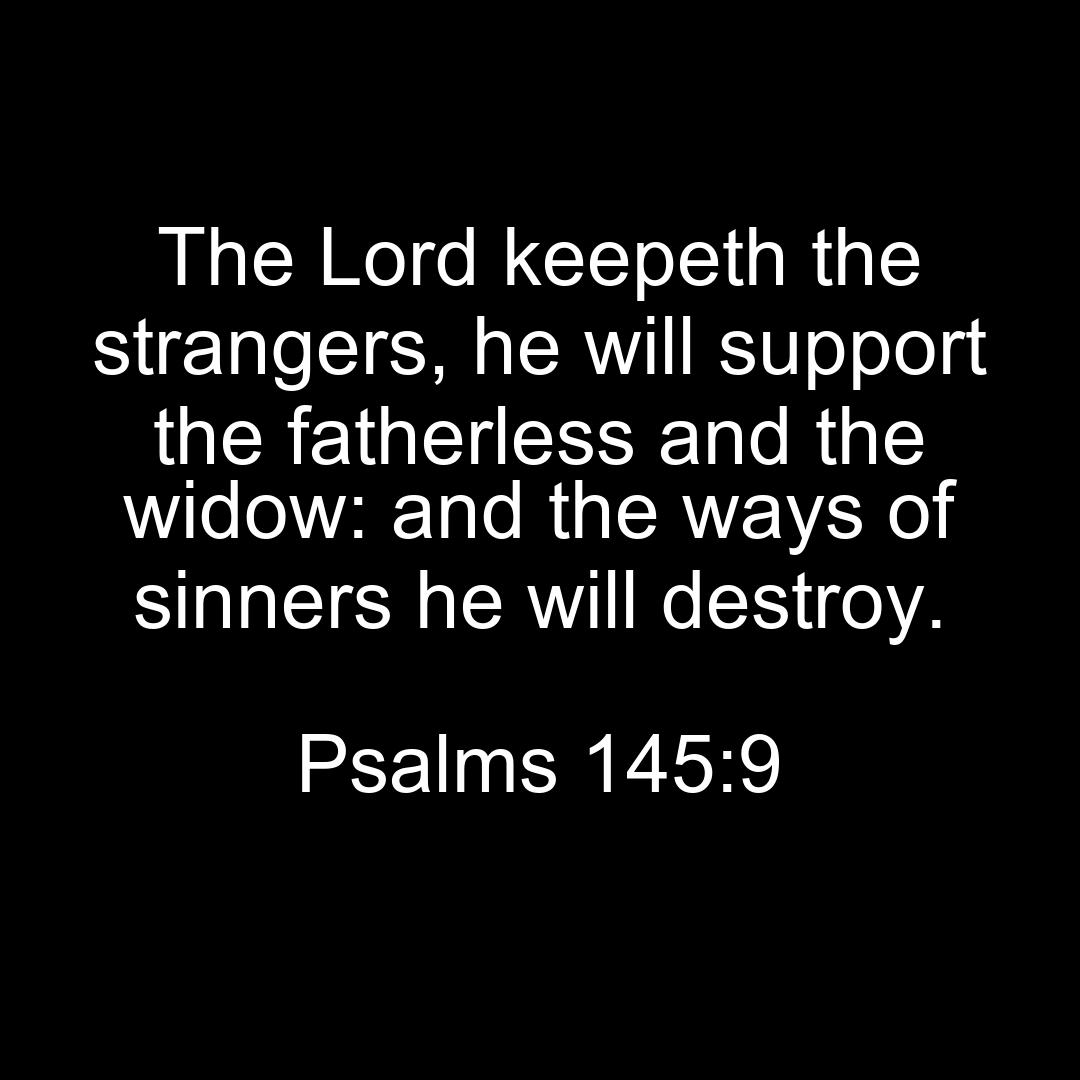 The Lord keepeth the
strangers, he will support
the fatherless and the
widow: and the ways of
sinners he will destroy.
Psalms 145:9